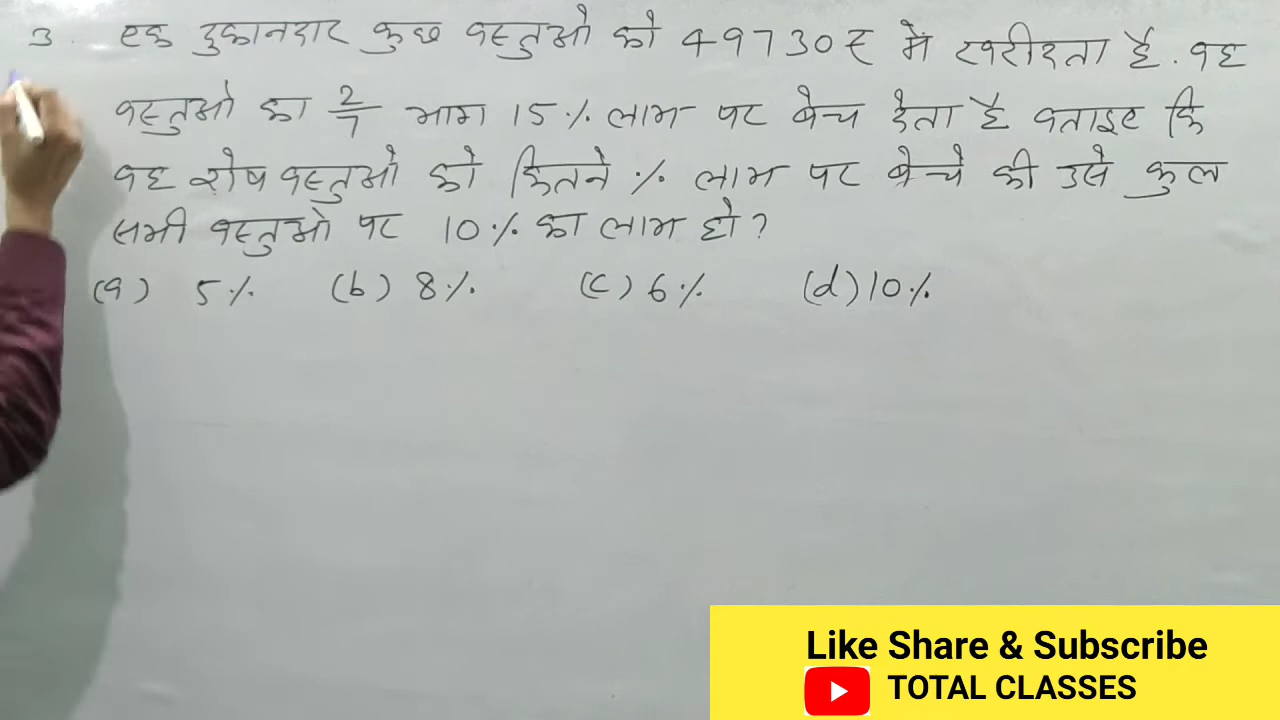 3. एक दुकानदार कुछ वस्तुओ को 49730₹ में खरीदता है. वह
वस्तुओ का 2/7 भाग 15% लाभ पर बेच देता है बताइए कि
वह शेष वस्तुओ को कितने % लाभ पर बेच्चे की उसे कुल
सभी वस्तुओ पर 10% का लाभ हो?
(a) 5% (b) 8% (c) 6% (d) 10%
Like Share & Subscribe
TOTAL CLASSES